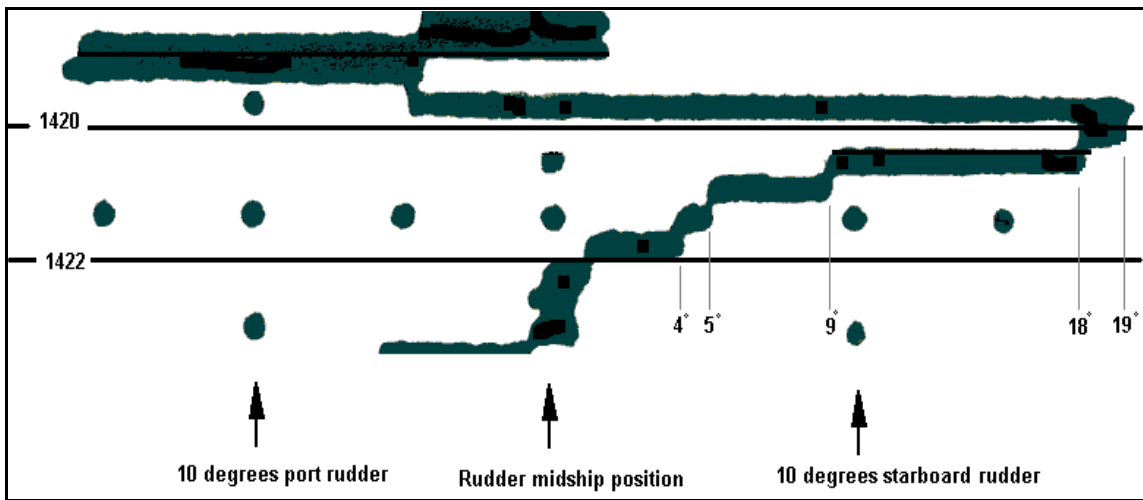 1420
1422
4° 5° 9° 18° 19°
10 degrees port rudder
Rudder midship position
10 degrees starboard rudder